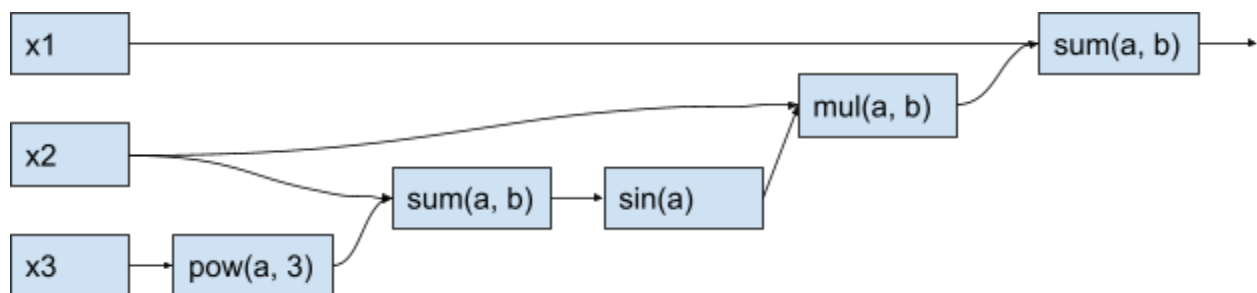 x1
sum(a, b)
mul(a, b)
x2
sum(a, b)
sin(a)
x3
pow(a, 3)